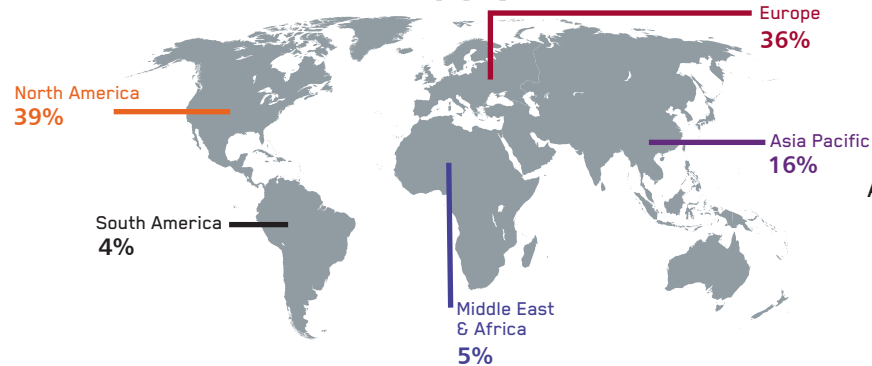 Europe
36%
North America
39%
Asia Pacific
16%
South America
4%
Middle East
& Africa
5%